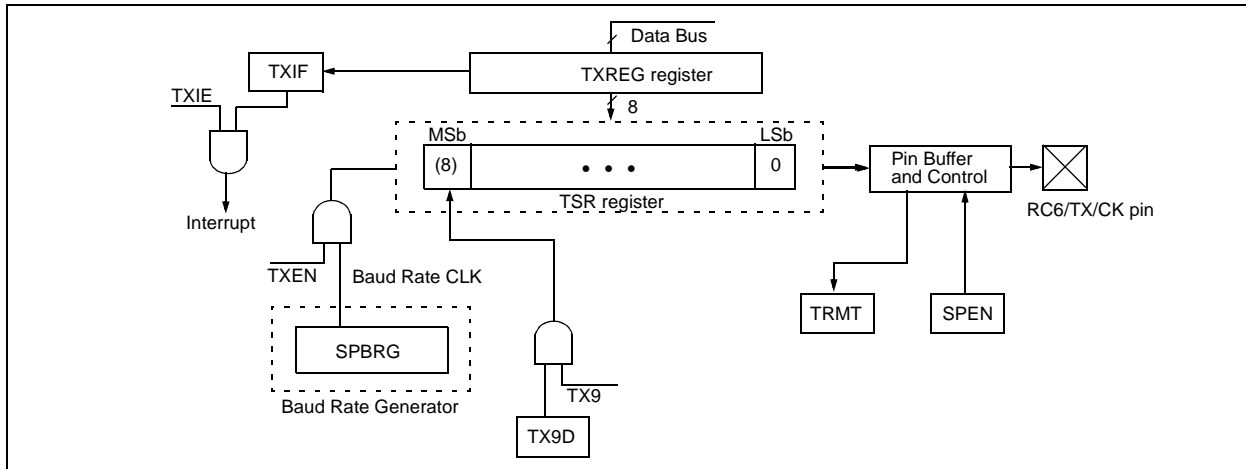 Data Bus
TXIF
TXREG register
TXIE
8
MSb
LSb
(8)
• • •
0
Pin Buffer
and Control
TSR register
Interrupt
RC6/TX/CK pin
TXEN
Baud Rate CLK
TRMT
SPEN
SPBRG
TX9
Baud Rate Generator
TX9D